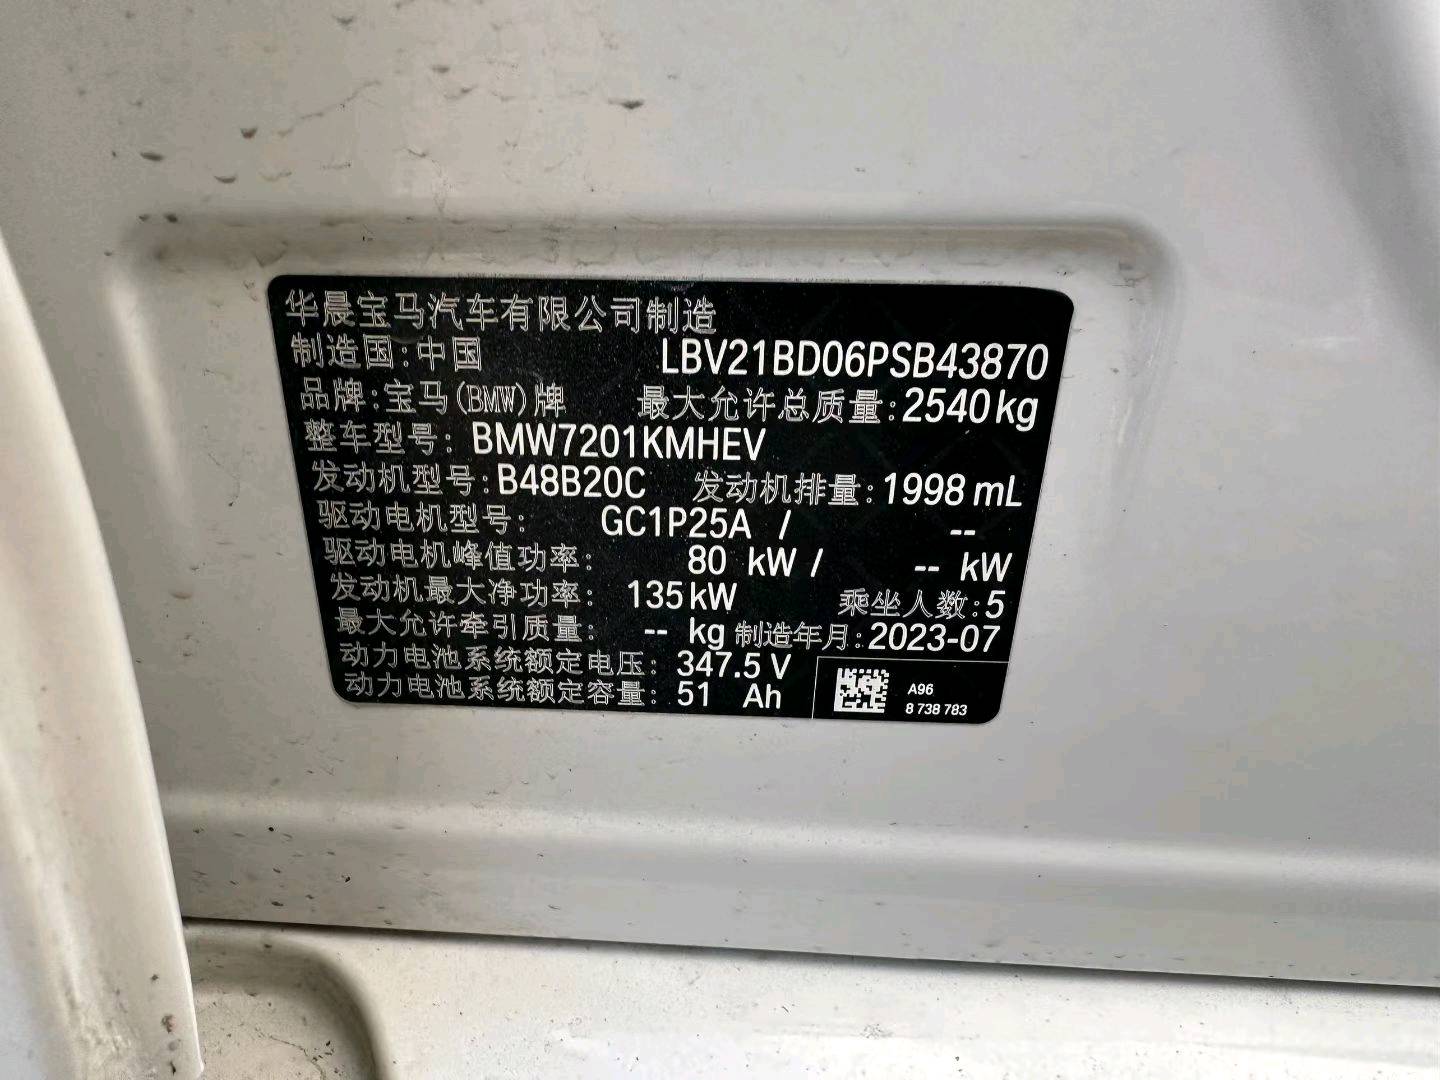 华晨宝马汽车有限公司制造
制造国:中国 LBV21BD06PSB43870
品牌:宝马(BMW)牌 最大允许总质量:2540kg
整车型号:BMW7201KMHEV
发动机型号:B48B20C 发动机排量:1998 mL
驱动电机型号: GC1P25A / --
驱动电机峰值功率: 80 kW / -- kW
发动机最大净功率: 135kW 乘坐人数:5
最大允许牵引质量: -- kg 制造年月:2023-07
动力电池系统额定电压: 347.5 V
动力电池系统额定容量: 51 Ah
A96
8 738 783